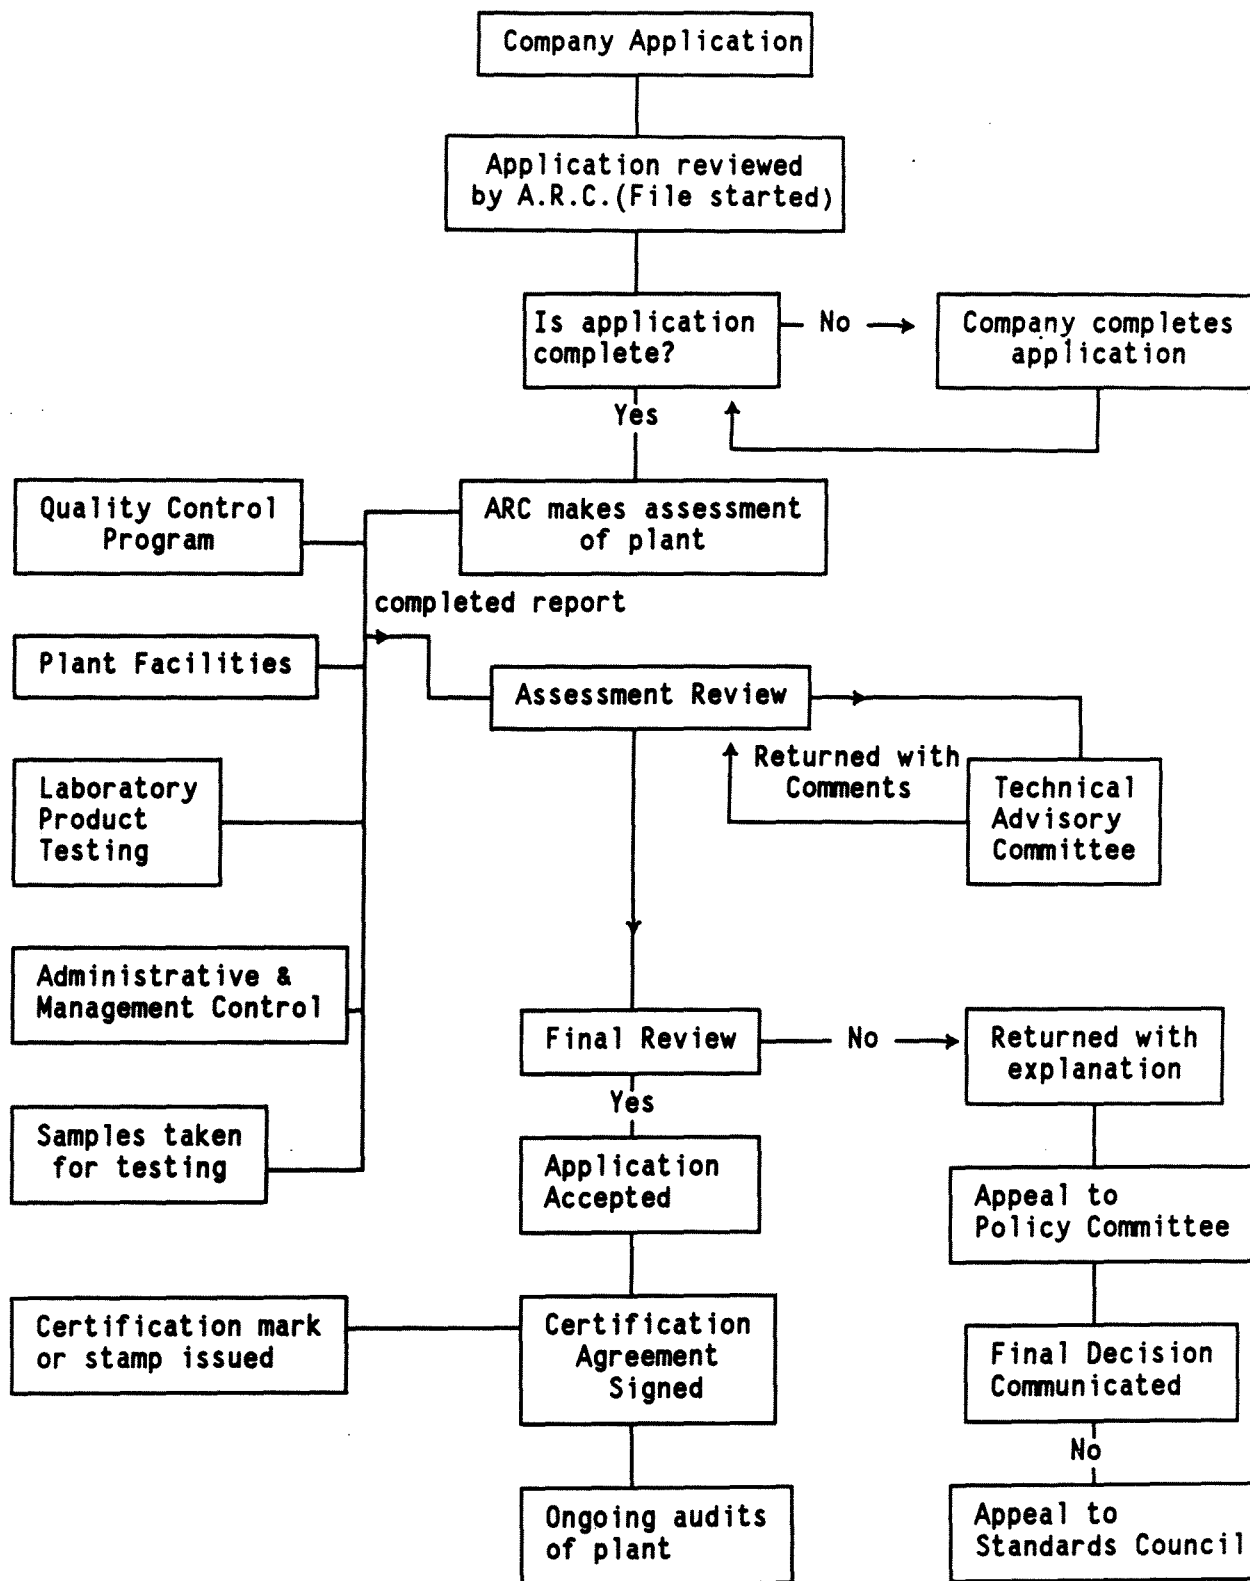 Company Application
Application reviewed
by A.R.C.(File started)
Is application
complete?
No
Company completes
application
Yes
Quality Control
Program
ARC makes assessment
of plant
completed report
Plant Facilities
Assessment Review
Returned with
Comments
Technical
Advisory
Committee
Laboratory
Product
Testing
Administrative &
Management Control
Final Review
No
Returned with
explanation
Yes
Samples taken
for testing
Application
Accepted
Appeal to
Policy Committee
Certification mark
or stamp issued
Certification
Agreement
Signed
Final Decision
Communicated
No
Ongoing audits
of plant
Appeal to
Standards Council